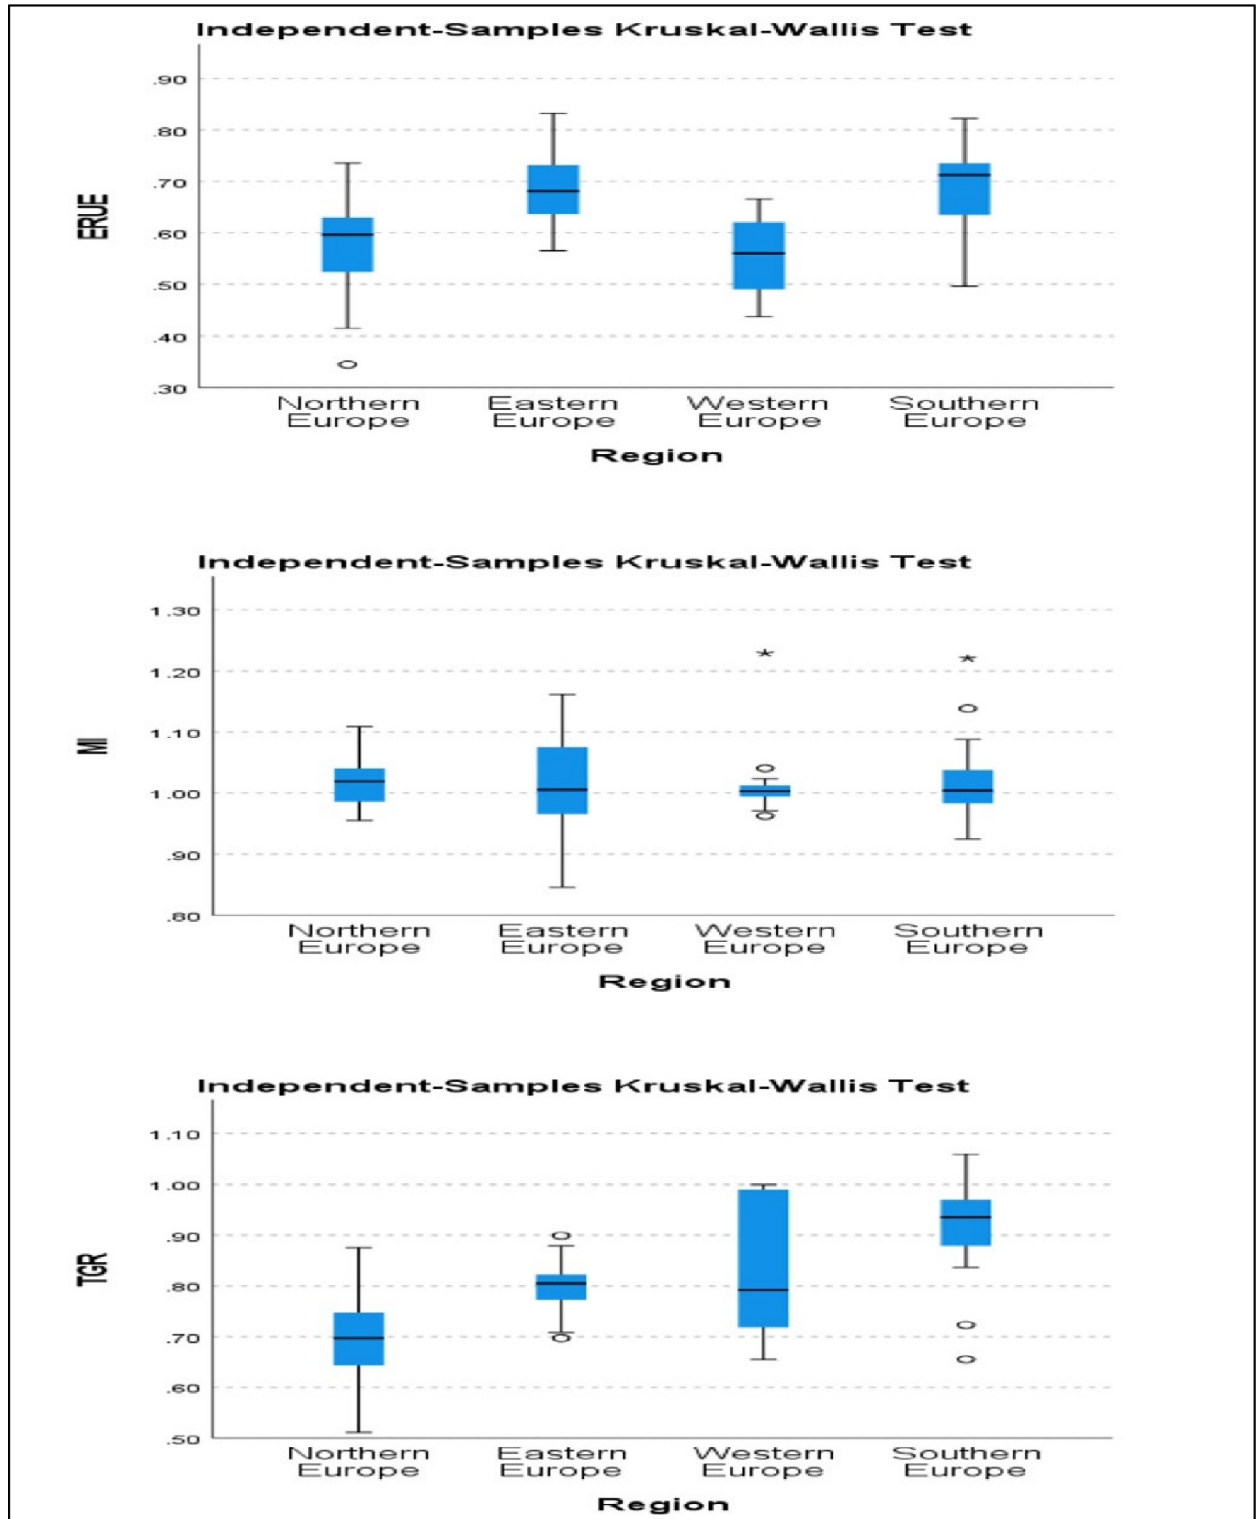 Independent-Samples Kruskal-Wallis Test
.90
.80
.70
.60
.50
.40
.30
ERUE
Northern Eastern Western Southern
Europe Europe Europe Europe
Region
Independent-Samples Kruskal-Wallis Test
1.30
1.20
1.10
1.00
.90
.80
MI
Northern Eastern Western Southern
Europe Europe Europe Europe
Region
Independent-Samples Kruskal-Wallis Test
1.10
1.00
.90
.80
.70
.60
.50
TGR
Northern Eastern Western Southern
Europe Europe Europe Europe
Region